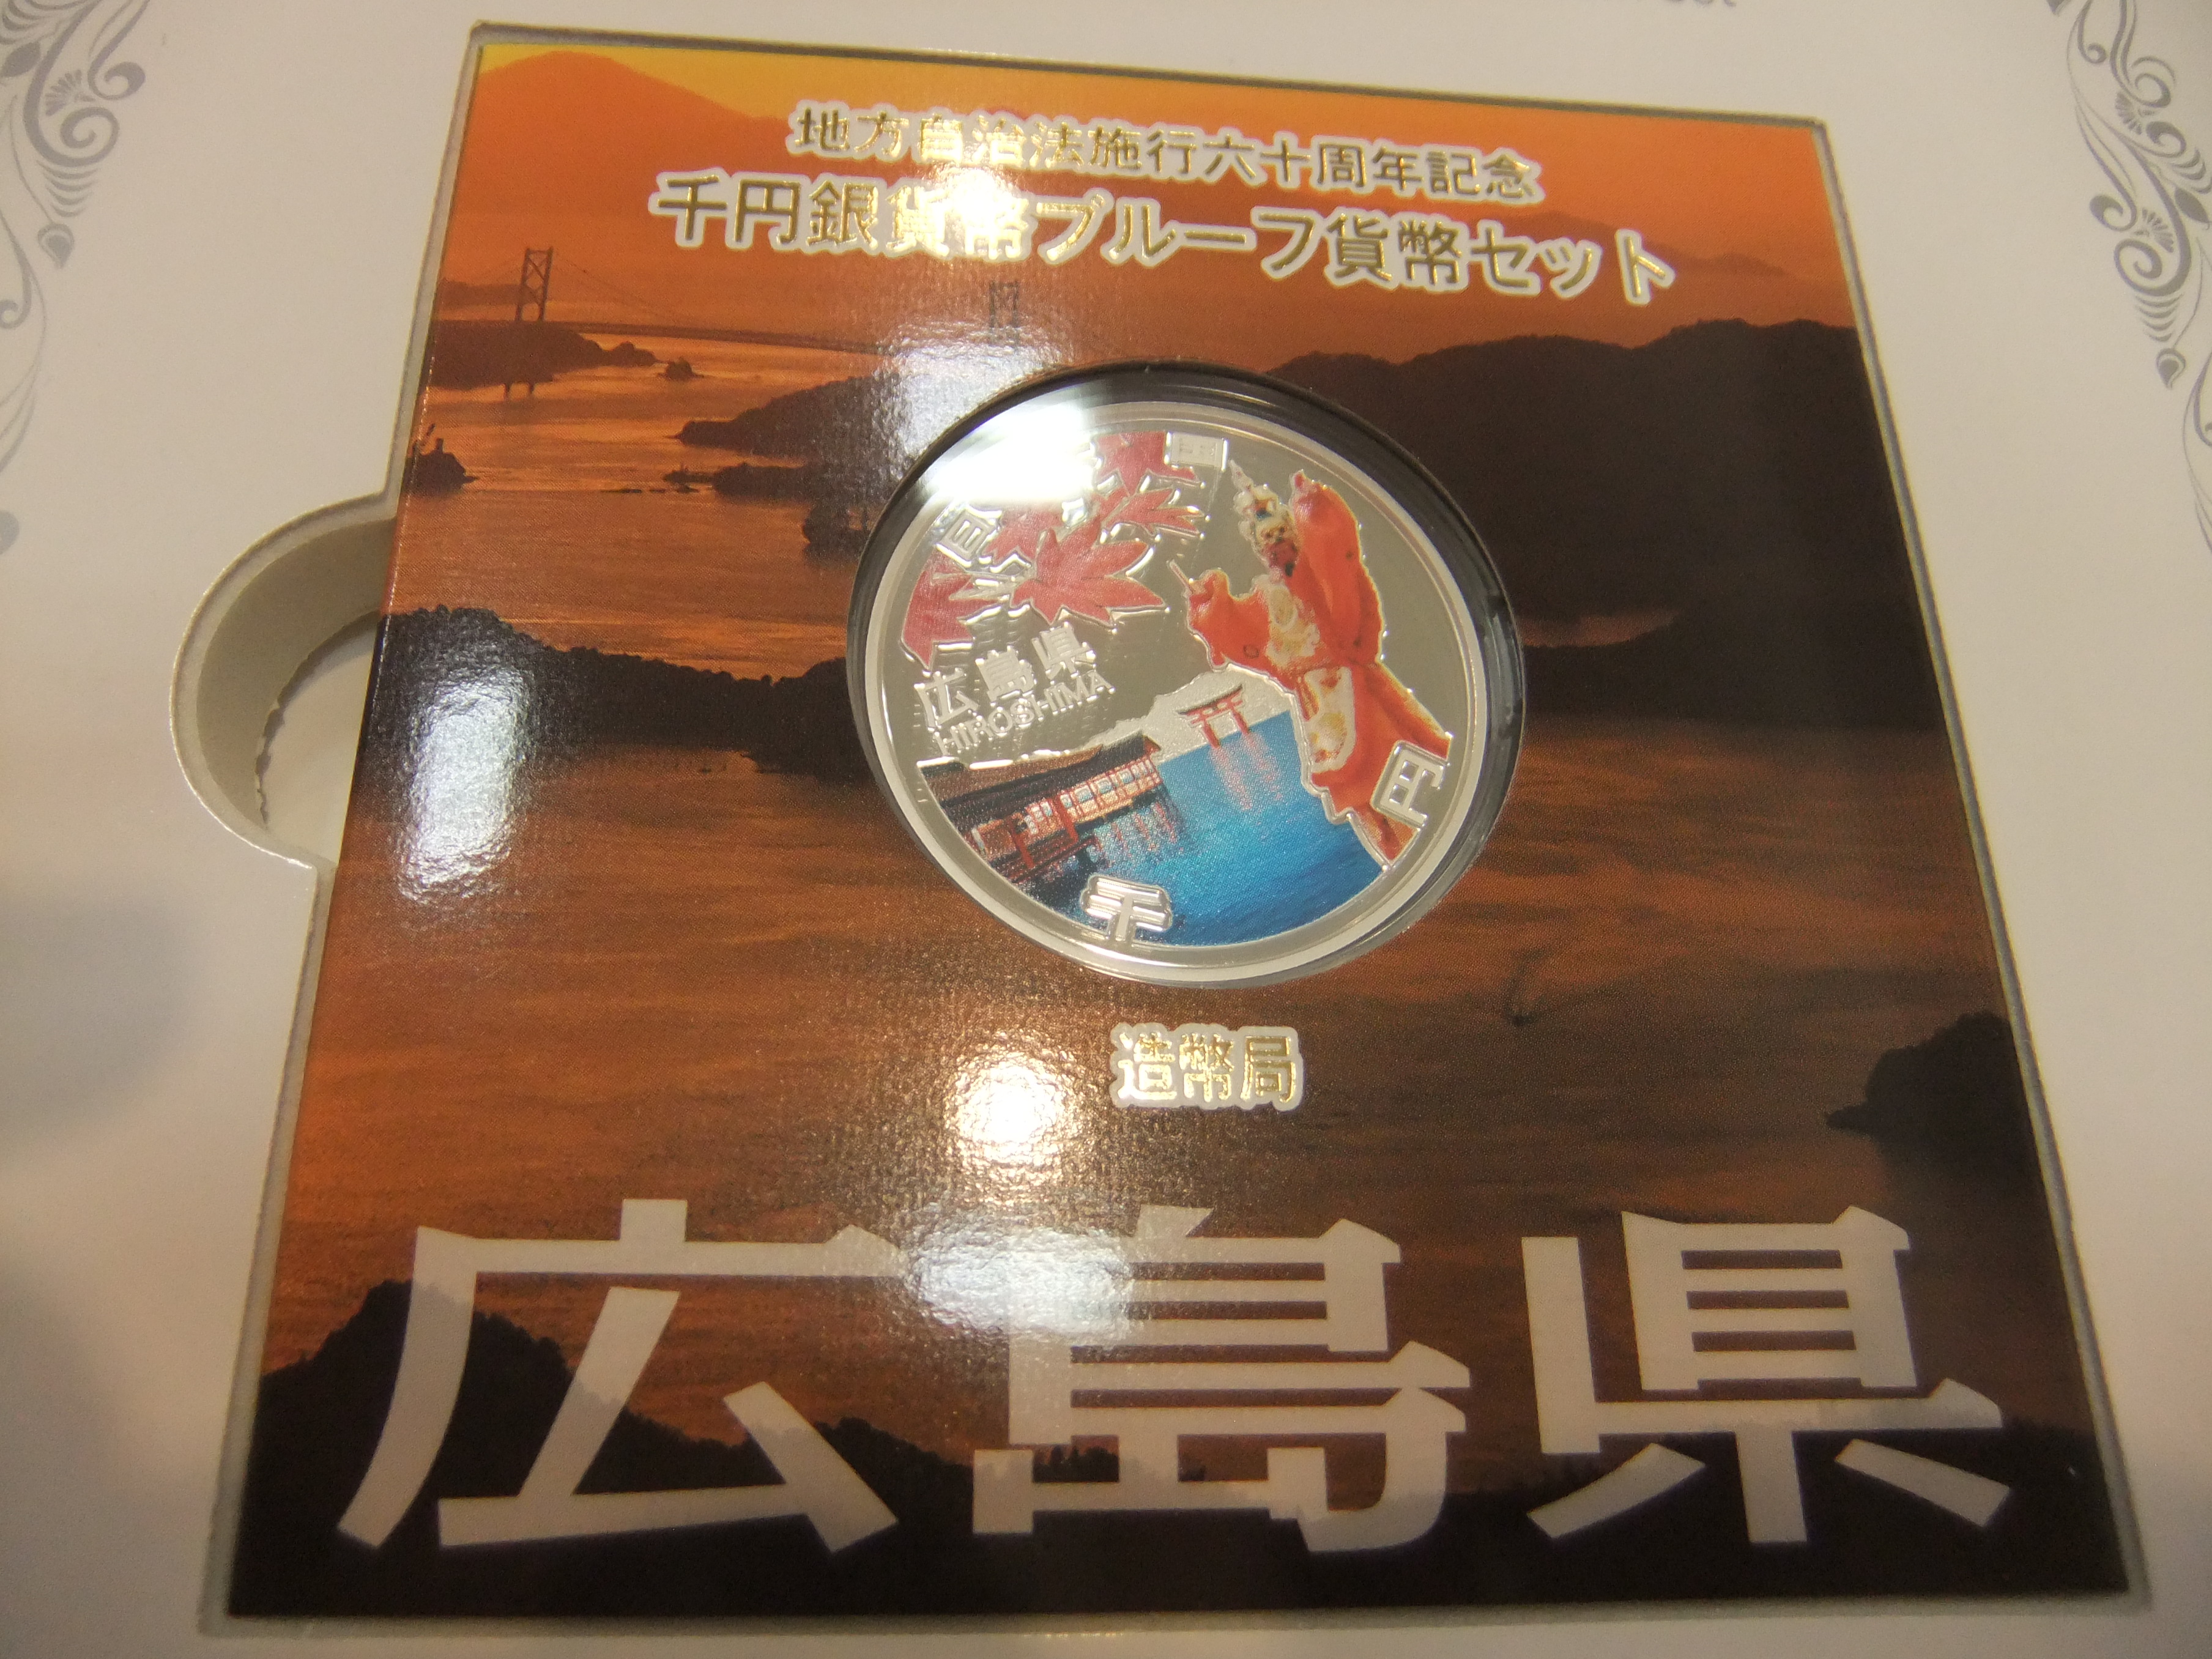 地方自治法施行六十周年記念
千円銀貨幣プルーフ貨幣セット
日
広島県
HIROSHIMA
円
千
造幣局
広島県